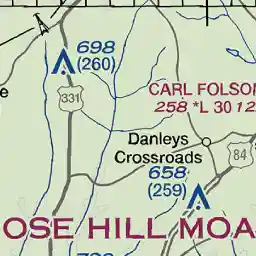 698
(260)
331
CARL FOLSOM
258 *L 30 12
Danleys
Crossroads
84
658
(259)
OSE HILL MOA